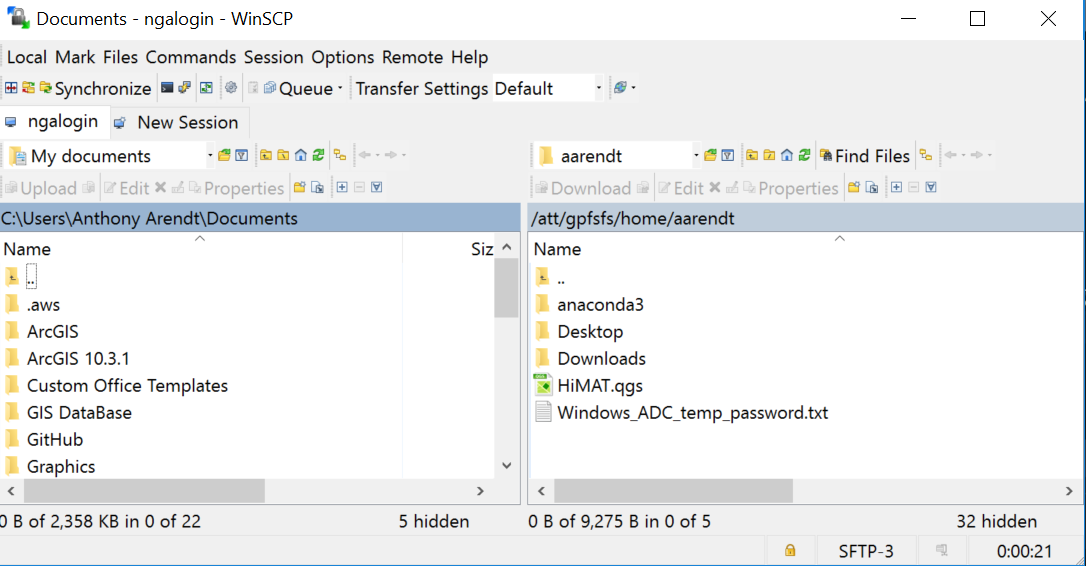 Documents - ngalogin - WinSCP
Local Mark Files Commands Session Options Remote Help
Synchronize Queue Transfer Settings Default
ngalogin New Session
My documents
aarendt Find Files
Upload Edit Properties
Download Edit Properties
C:\Users\Anthony Arendt\Documents
Name Siz
..
.aws
ArcGIS
ArcGIS 10.3.1
Custom Office Templates
GIS DataBase
GitHub
Graphics
0 B of 2,358 KB in 0 of 22 5 hidden
/att/gpfsfs/home/aarendt
Name
..
anaconda3
Desktop
Downloads
HiMAT.qgs
Windows_ADC_temp_password.txt
0 B of 9,275 B in 0 of 5 32 hidden
SFTP-3 0:00:21